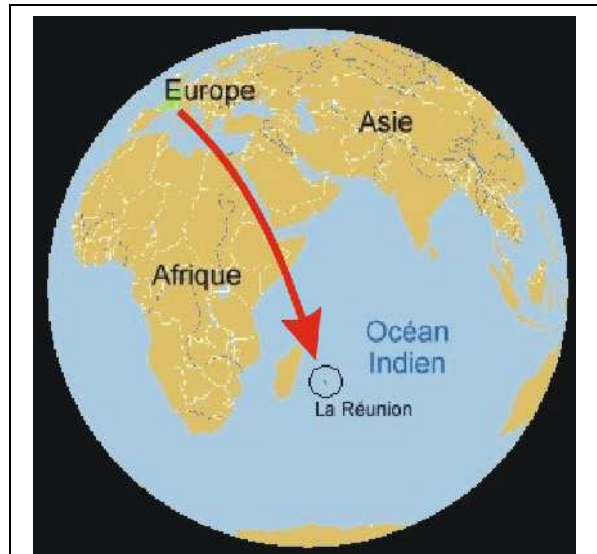 Europe
Asie
Afrique
Océan
Indien
La Réunion